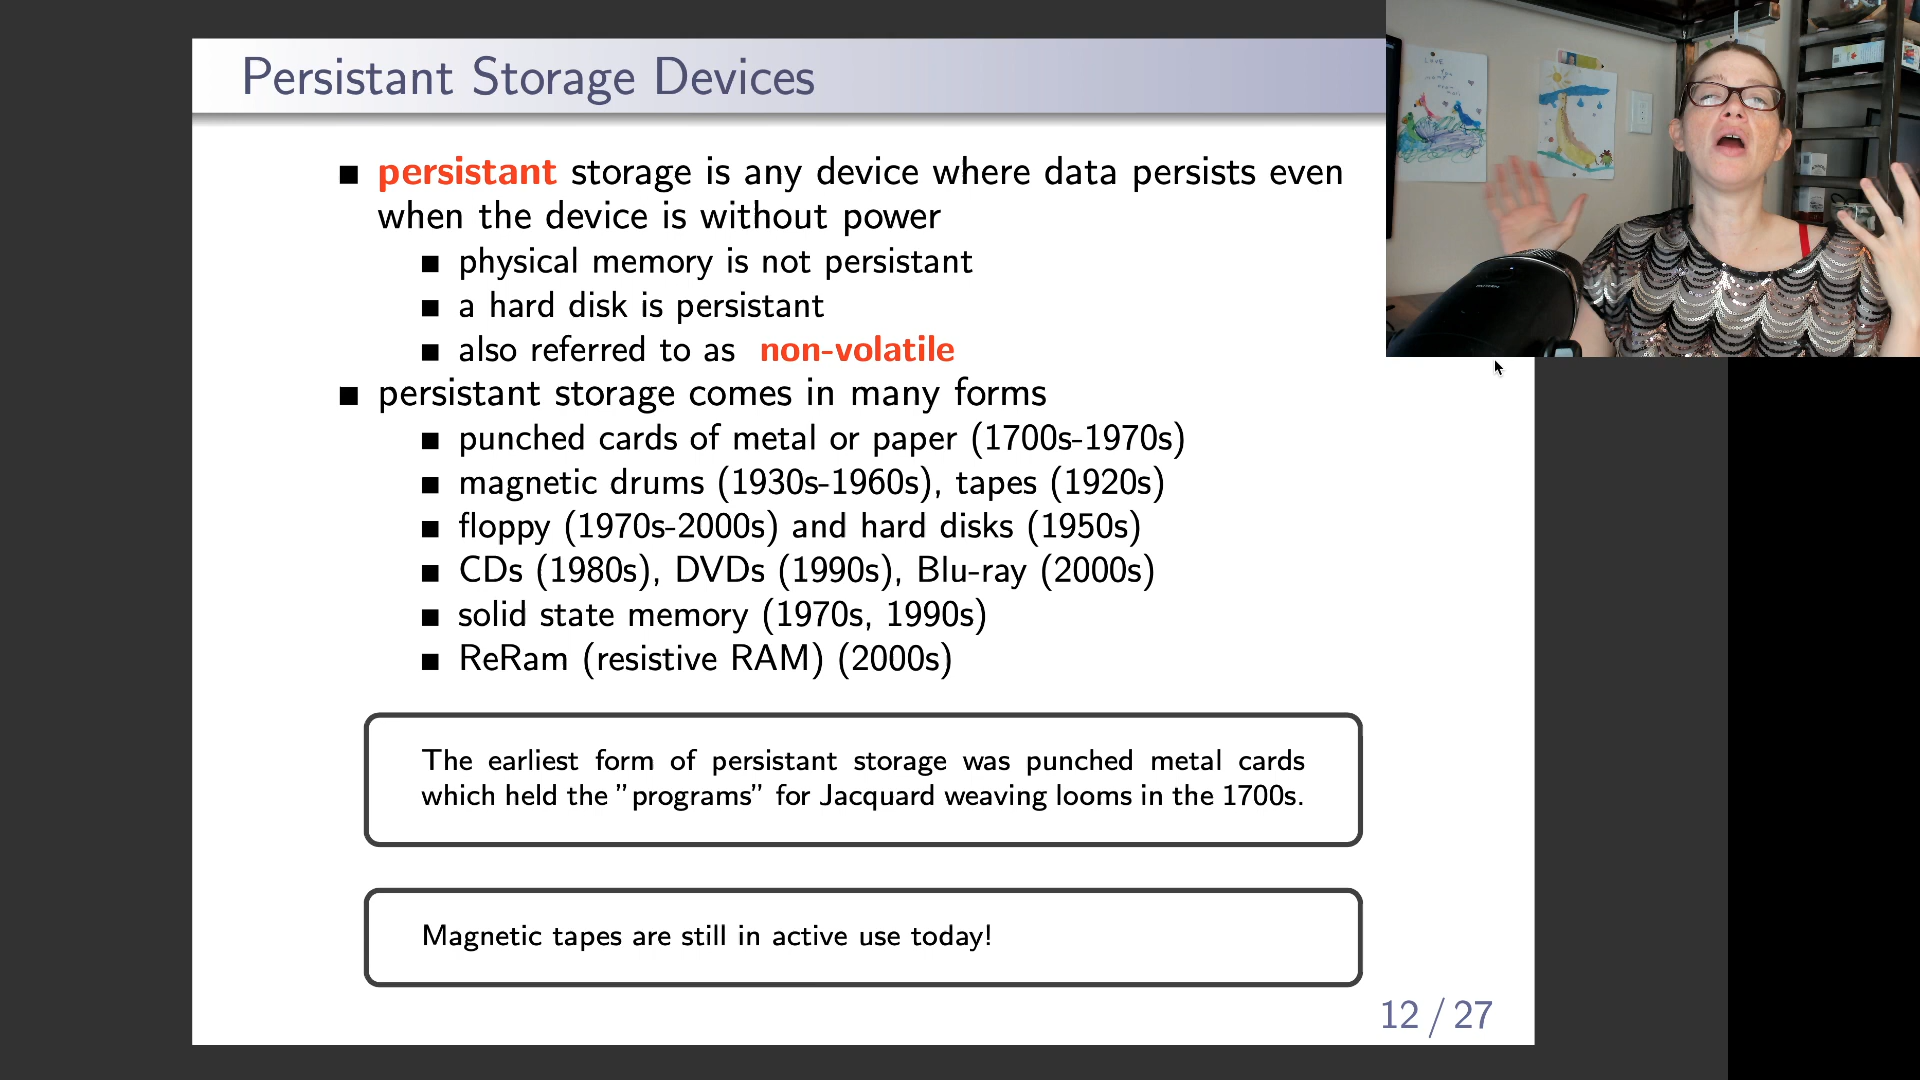 Persistant Storage Devices
persistant storage is any device where data persists even
when the device is without power
physical memory is not persistant
a hard disk is persistant
also referred to as non-volatile
persistant storage comes in many forms
punched cards of metal or paper (1700s-1970s)
magnetic drums (1930s-1960s), tapes (1920s)
floppy (1970s-2000s) and hard disks (1950s)
CDs (1980s), DVDs (1990s), Blu-ray (2000s)
solid state memory (1970s, 1990s)
ReRam (resistive RAM) (2000s)
The earliest form of persistant storage was punched metal cards
which held the "programs" for Jacquard weaving looms in the 1700s.
Magnetic tapes are still in active use today!
12 / 27
LOVE